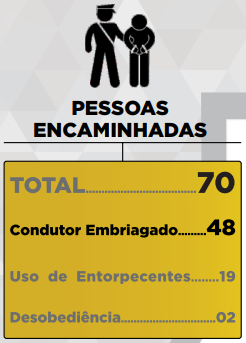 PESSOAS
ENCAMINHADAS
TOTAL..............................70
Condutor Embriagado.........48
Uso de Entorpecentes........19
Desobediência...........................02